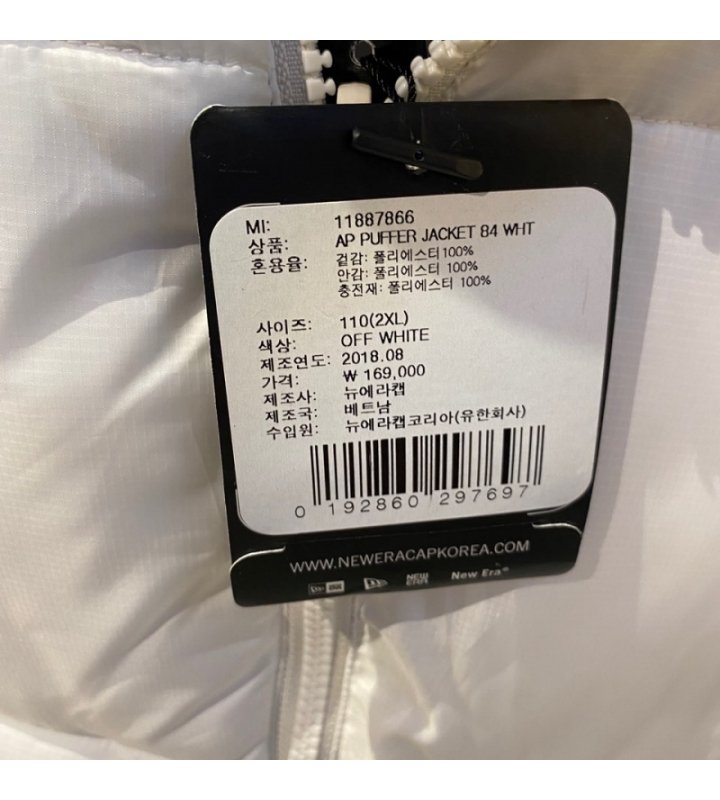 MI: 11887866
상품: AP PUFFER JACKET 84 WHT
혼용율: 겉감: 폴리에스터100%
안감: 폴리에스터 100%
충전재: 폴리에스터 100%
사이즈: 110(2XL)
색상: OFF WHITE
제조연도: 2018.08
가격: ₩ 169,000
제조사: 뉴에라캡
제조국: 베트남
수입원: 뉴에라캡코리아(유한회사)
0 192860 297697
WWW.NEWERACAPKOREA.COM
NEW ERA New Era®